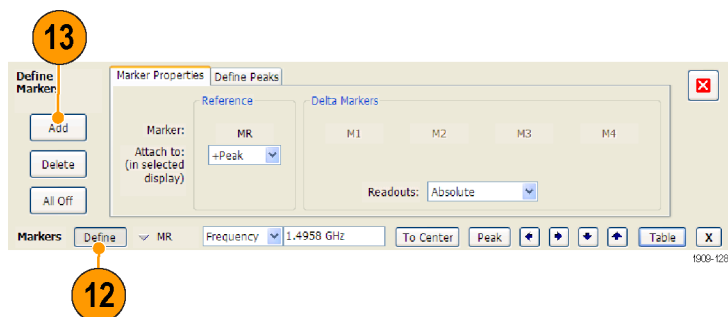 13
Define
Markers
Marker Properties Define Peaks
Reference
Delta Markers
Add
Marker: MR M1 M2 M3 M4
Attach to:
(in selected
display)
+Peak
Delete
Readouts: Absolute
All Off
Markers Define MR Frequency 1.4958 GHz To Center Peak Table X
1909-128
12